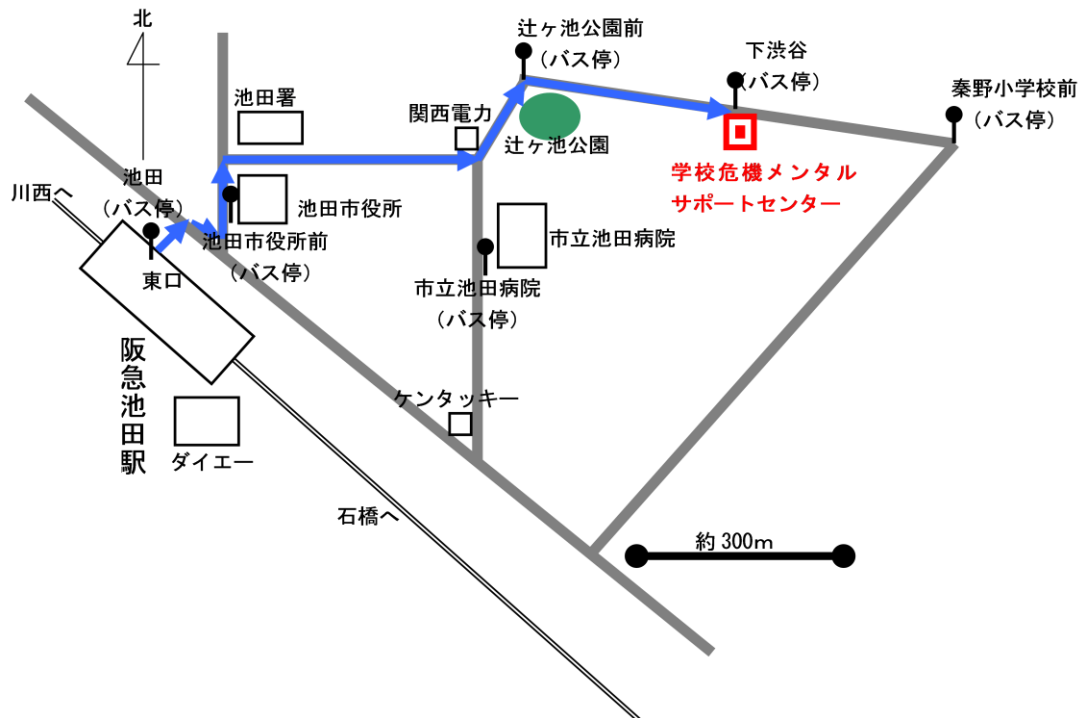 北
辻ヶ池公園前
（バス停）
下渋谷
（バス停）
秦野小学校前
（バス停）
池田署
関西電力
辻ヶ池公園
学校危機メンタル
サポートセンター
川西へ
池田
（バス停）
池田市役所
池田市役所前
（バス停）
東口
市立池田病院
市立池田病院
（バス停）
阪急池田駅
ケンタッキー
ダイエー
石橋へ
約300m